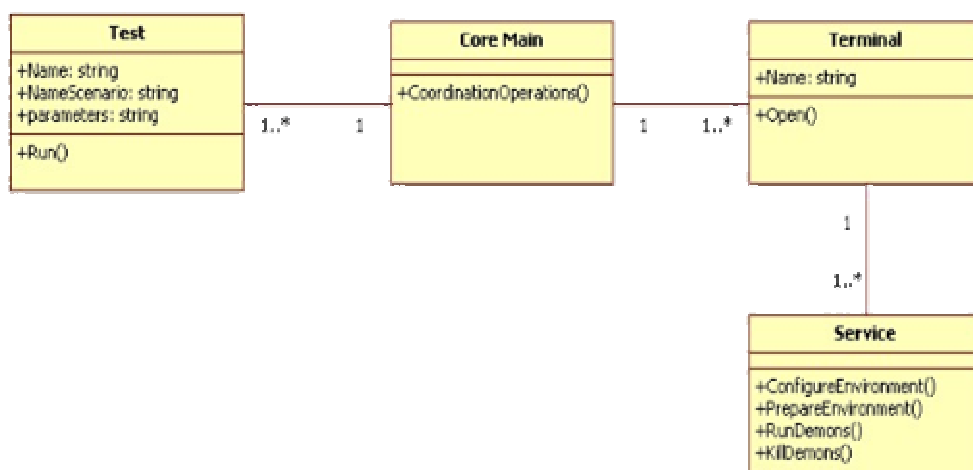 Test
+Name: string
+NameScenario: string
+parameters: string
+Run()
1..*
1
Core Main
+CoordinationOperations()
1
1..*
Terminal
+Name: string
+Open()
1
1..*
Service
+ConfigureEnvironment()
+PrepareEnvironment()
+RunDemons()
+KillDemons()